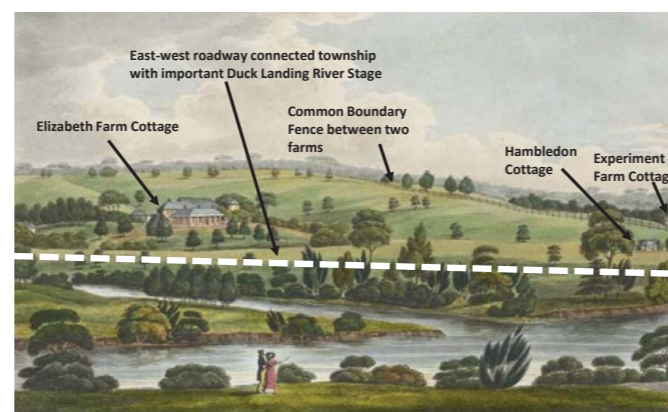 East-west roadway connected township
with important Duck Landing River Stage
Elizabeth Farm Cottage
Common Boundary
Fence between two
farms
Hambledon
Cottage
Experiment
Farm Cottag